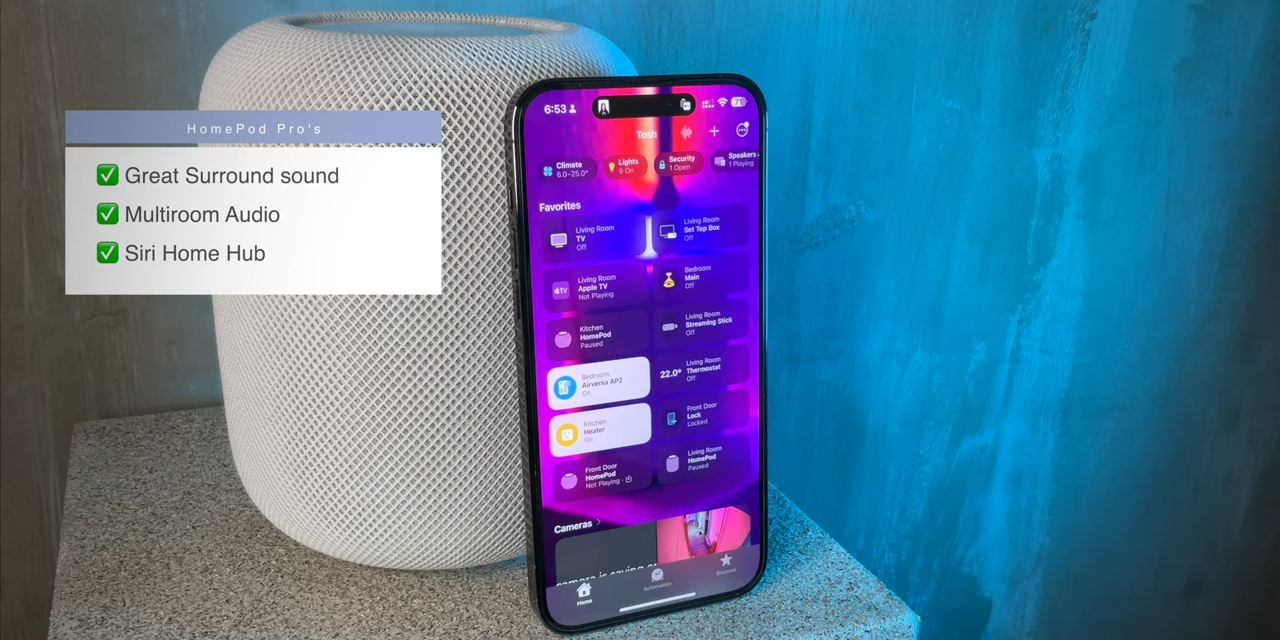 HomePod Pro's
✅ Great Surround sound
✅ Multiroom Audio
✅ Siri Home Hub
6:53
Tosh
Climate
6.0–25.0°
Lights
9 On
Security
1 Open
Speakers
1 Playing
Favorites
Living Room
TV
Off
Living Room
Set Top Box
Off
Living Room
Apple TV
Not Playing
Bedroom
Main
Off
Kitchen
HomePod
Paused
Living Room
Streaming Stick
Off
Bedroom
Airversa AP2
On
22.0°
Living Room
Thermostat
Off
Kitchen
Heater
On
Front Door
Lock
Locked
Front Door
HomePod
Not Playing
Living Room
HomePod
Paused
Cameras
Home
Automation
Discover